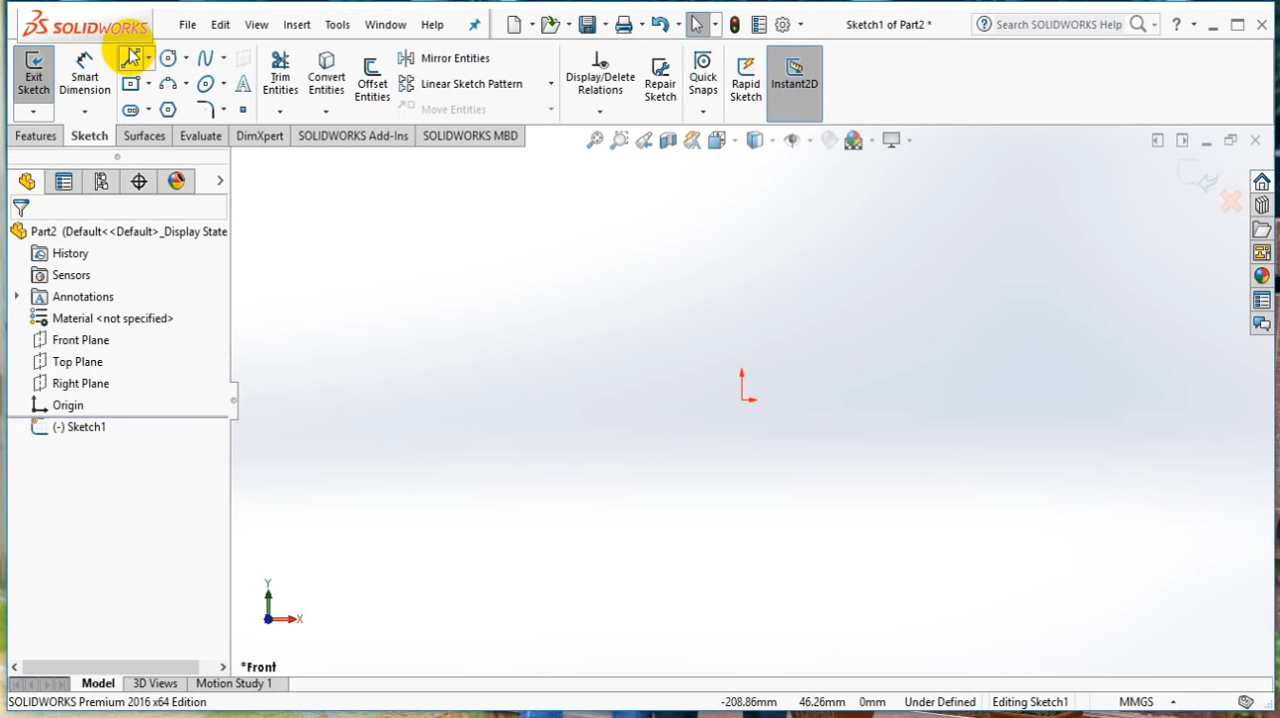 SOLIDWORKS File Edit View Insert Tools Window Help Sketch1 of Part2 * Search SOLIDWORKS Help
Exit Sketch
Smart Dimension
Trim Entities
Convert Entities
Offset Entities
Mirror Entities
Linear Sketch Pattern
Move Entities
Display/Delete Relations
Repair Sketch
Quick Snaps
Rapid Sketch
Instant2D
Features Sketch Surfaces Evaluate DimXpert SOLIDWORKS Add-Ins SOLIDWORKS MBD
Part2 (Default<<Default>_Display State
History
Sensors
Annotations
Material <not specified>
Front Plane
Top Plane
Right Plane
Origin
(-) Sketch1
Y
X
*Front
Model 3D Views Motion Study 1
SOLIDWORKS Premium 2016 x64 Edition -208.86mm 46.26mm 0mm Under Defined Editing Sketch1 MMGS